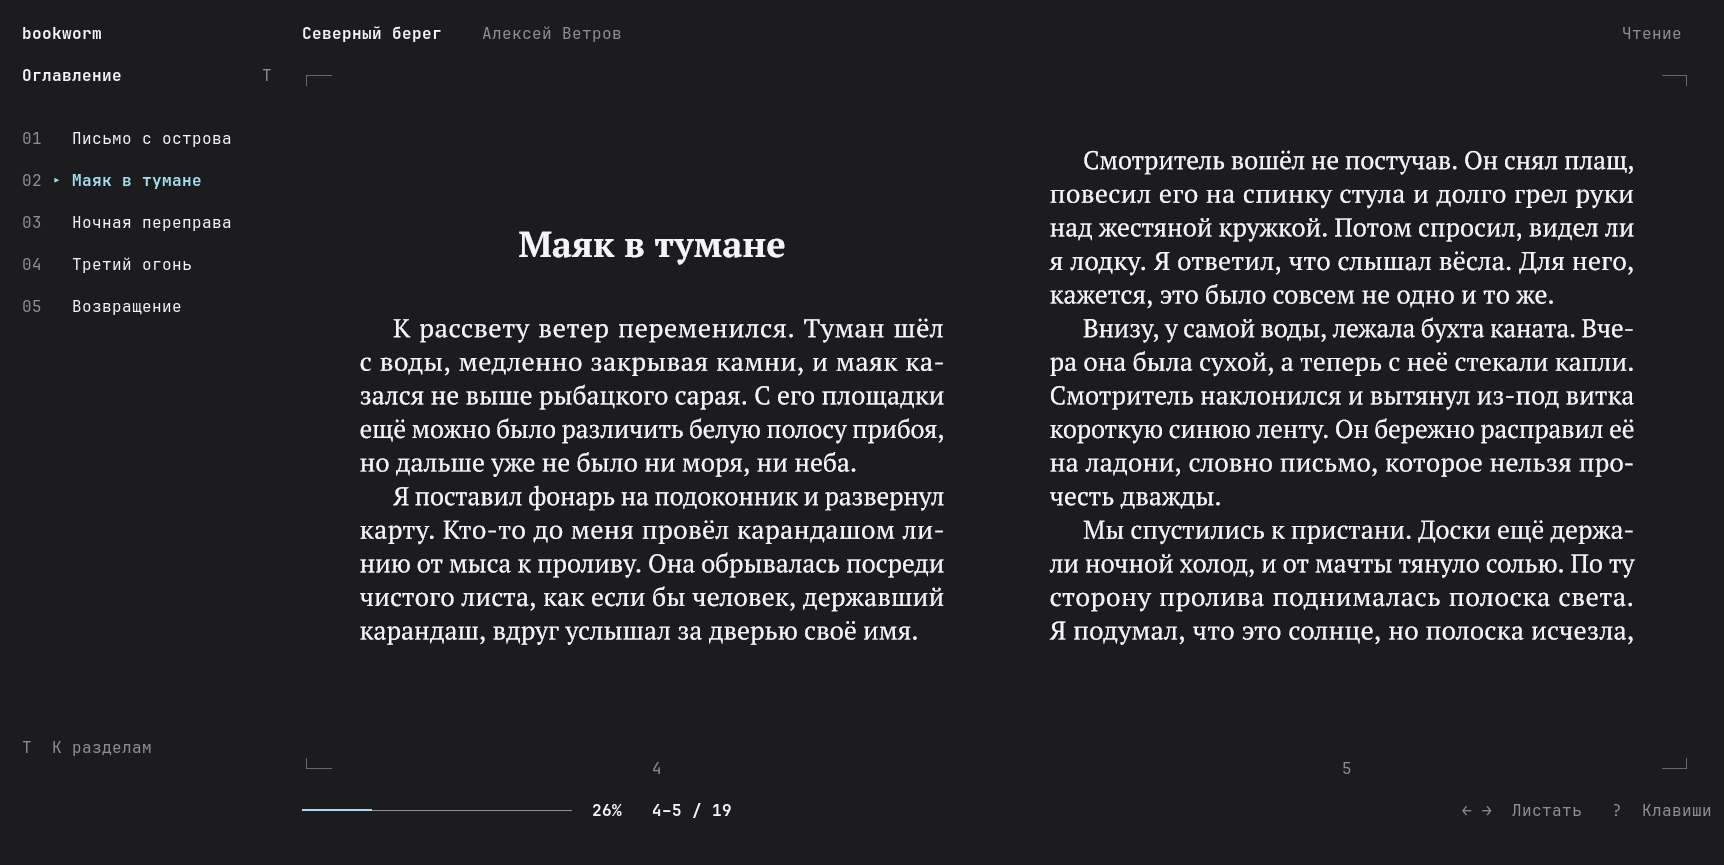 bookworm
Северный берег Алексей Ветров
Чтение
Оглавление T
01 Письмо с острова
02 ▸ Маяк в тумане
03 Ночная переправа
04 Третий огонь
05 Возвращение
T К разделам
Маяк в тумане
К рассвету ветер переменился. Туман шёл
с воды, медленно закрывая камни, и маяк ка-
зался не выше рыбацкого сарая. С его площадки
ещё можно было различить белую полосу прибоя,
но дальше уже не было ни моря, ни неба.
Я поставил фонарь на подоконник и развернул
карту. Кто-то до меня провёл карандашом ли-
нию от мыса к проливу. Она обрывалась посреди
чистого листа, как если бы человек, державший
карандаш, вдруг услышал за дверью своё имя.
4
Смотритель вошёл не постучав. Он снял плащ,
повесил его на спинку стула и долго грел руки
над жестяной кружкой. Потом спросил, видел ли
я лодку. Я ответил, что слышал вёсла. Для него,
кажется, это было совсем не одно и то же.
Внизу, у самой воды, лежала бухта каната. Вче-
ра она была сухой, а теперь с неё стекали капли.
Смотритель наклонился и вытянул из-под витка
короткую синюю ленту. Он бережно расправил её
на ладони, словно письмо, которое нельзя про-
честь дважды.
Мы спустились к пристани. Доски ещё держа-
ли ночной холод, и от мачты тянуло солью. По ту
сторону пролива поднималась полоска света.
Я подумал, что это солнце, но полоска исчезла,
5
26% 4–5 / 19
← → Листать ? Клавиши